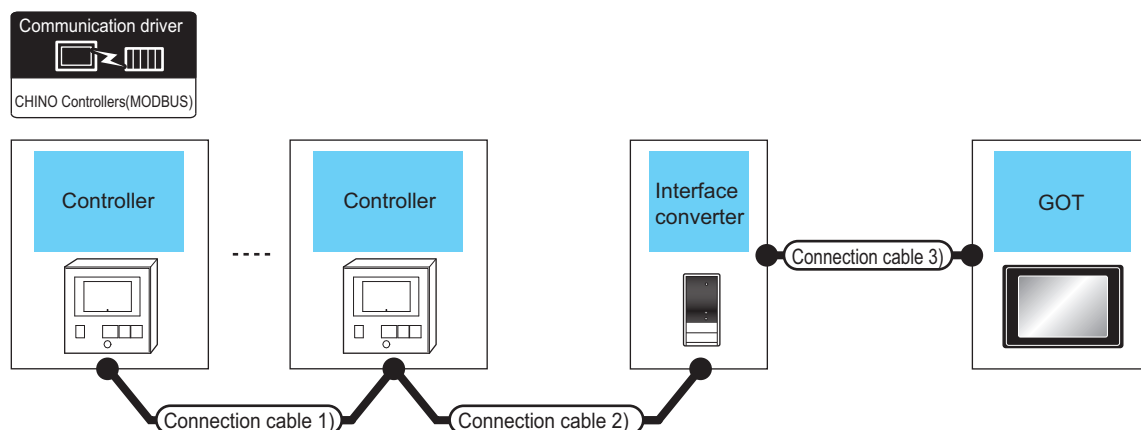 Communication driver
CHINO Controllers(MODBUS)
Controller
Controller
Interface
converter
GOT
Connection cable 3)
Connection cable 1)
Connection cable 2)